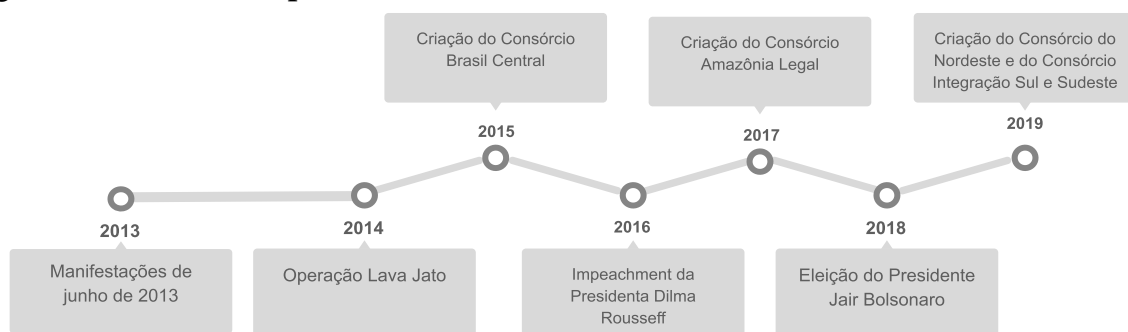 Criação do Consórcio
Brasil Central
Criação do Consórcio
Amazônia Legal
Criação do Consórcio do
Nordeste e do Consórcio
Integração Sul e Sudeste
2015
2017
2019
2013
2014
2016
2018
Manifestações de
junho de 2013
Operação Lava Jato
Impeachment da
Presidenta Dilma
Rousseff
Eleição do Presidente
Jair Bolsonaro